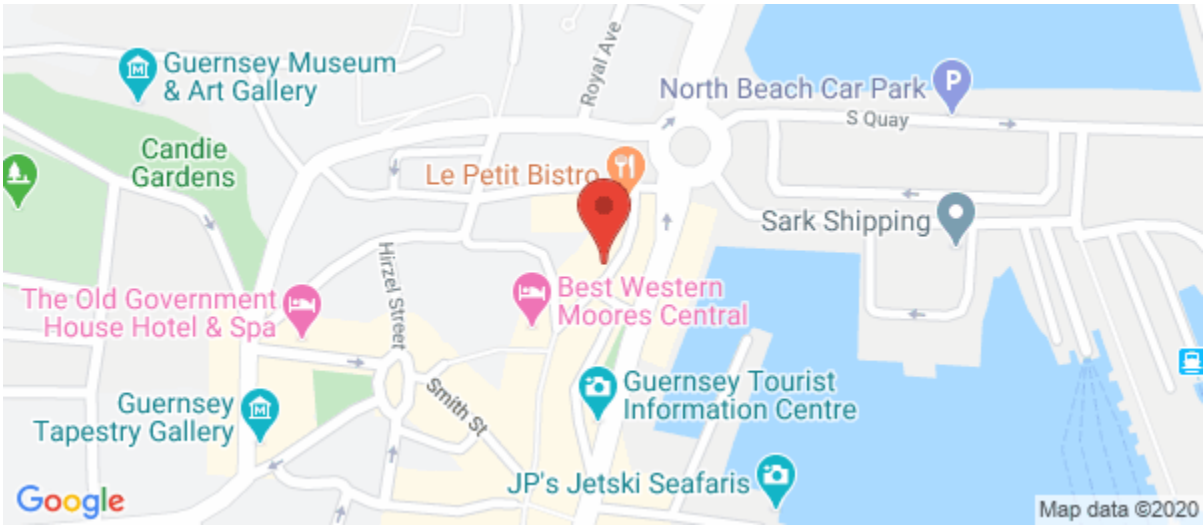 Royal Ave
Guernsey Museum
& Art Gallery
North Beach Car Park
P
S Quay
Candie
Gardens
Le Petit Bistro
Sark Shipping
Hirzel Street
The Old Government
House Hotel & Spa
Best Western
Moores Central
Smith St
Guernsey Tourist
Information Centre
Guernsey
Tapestry Gallery
JP's Jetski Seafaris
Google
Map data ©2020